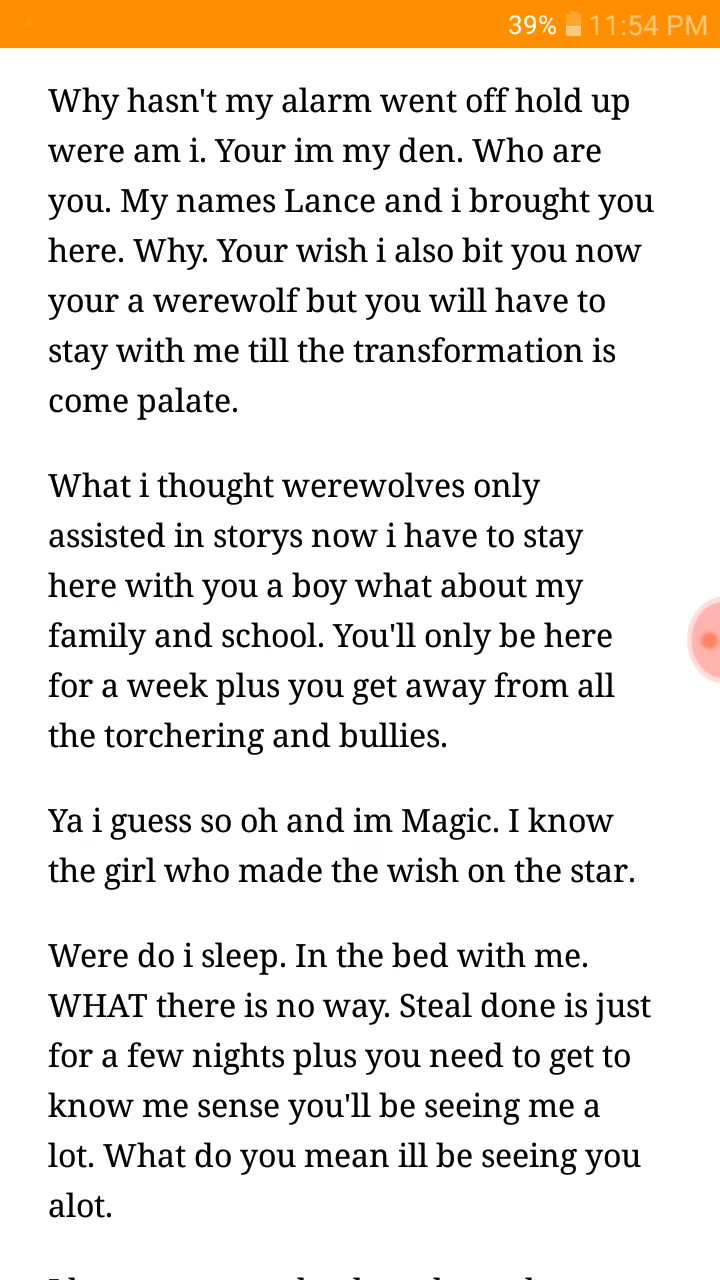 39% 11:54 PM
Why hasn't my alarm went off hold up
were am i. Your im my den. Who are
you. My names Lance and i brought you
here. Why. Your wish i also bit you now
your a werewolf but you will have to
stay with me till the transformation is
come palate.
What i thought werewolves only
assisted in storys now i have to stay
here with you a boy what about my
family and school. You'll only be here
for a week plus you get away from all
the torchering and bullies.
Ya i guess so oh and im Magic. I know
the girl who made the wish on the star.
Were do i sleep. In the bed with me.
WHAT there is no way. Steal done is just
for a few nights plus you need to get to
know me sense you'll be seeing me a
lot. What do you mean ill be seeing you
alot.